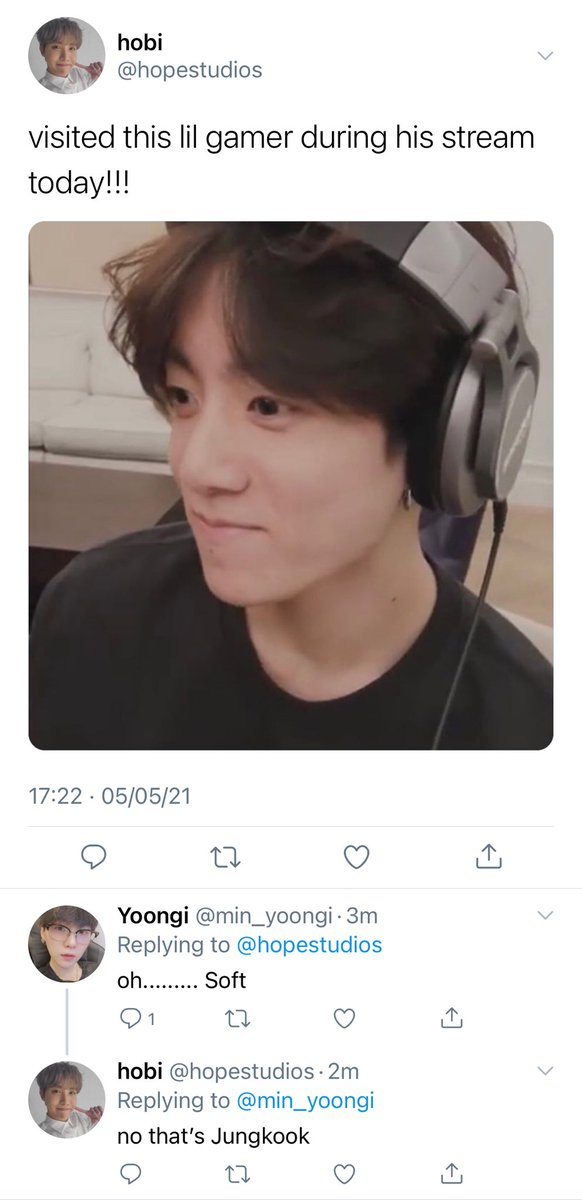 hobi
@hopestudios
visited this lil gamer during his stream
today!!!
17:22 · 05/05/21
Yoongi @min_yoongi · 3m
Replying to @hopestudios
oh......... Soft
1
hobi @hopestudios · 2m
Replying to @min_yoongi
no that’s Jungkook